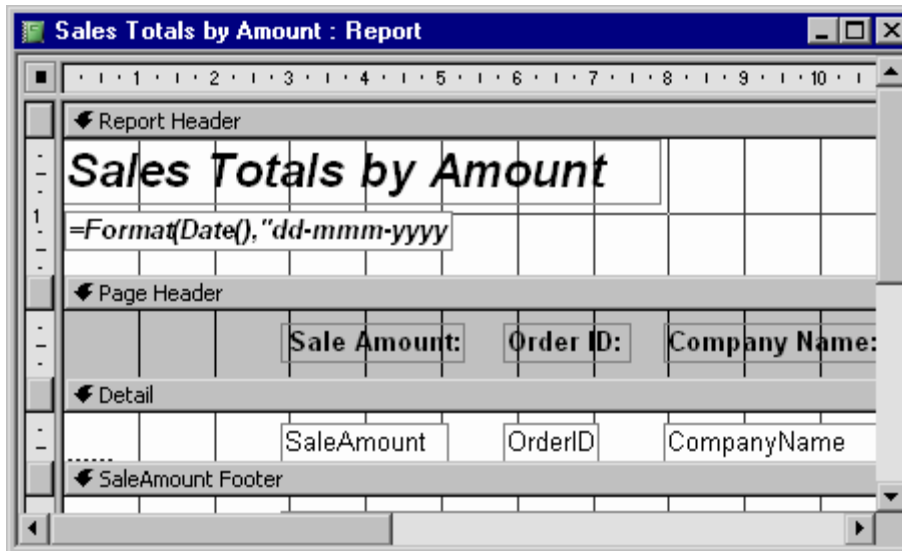 Sales Totals by Amount : Report
1 2 3 4 5 6 7 8 9 10
Report Header
Sales Totals by Amount
1
=Format(Date(),"dd-mmm-yyyy
Page Header
Sale Amount: Order ID: Company Name:
Detail
SaleAmount OrderID CompanyName
SaleAmount Footer